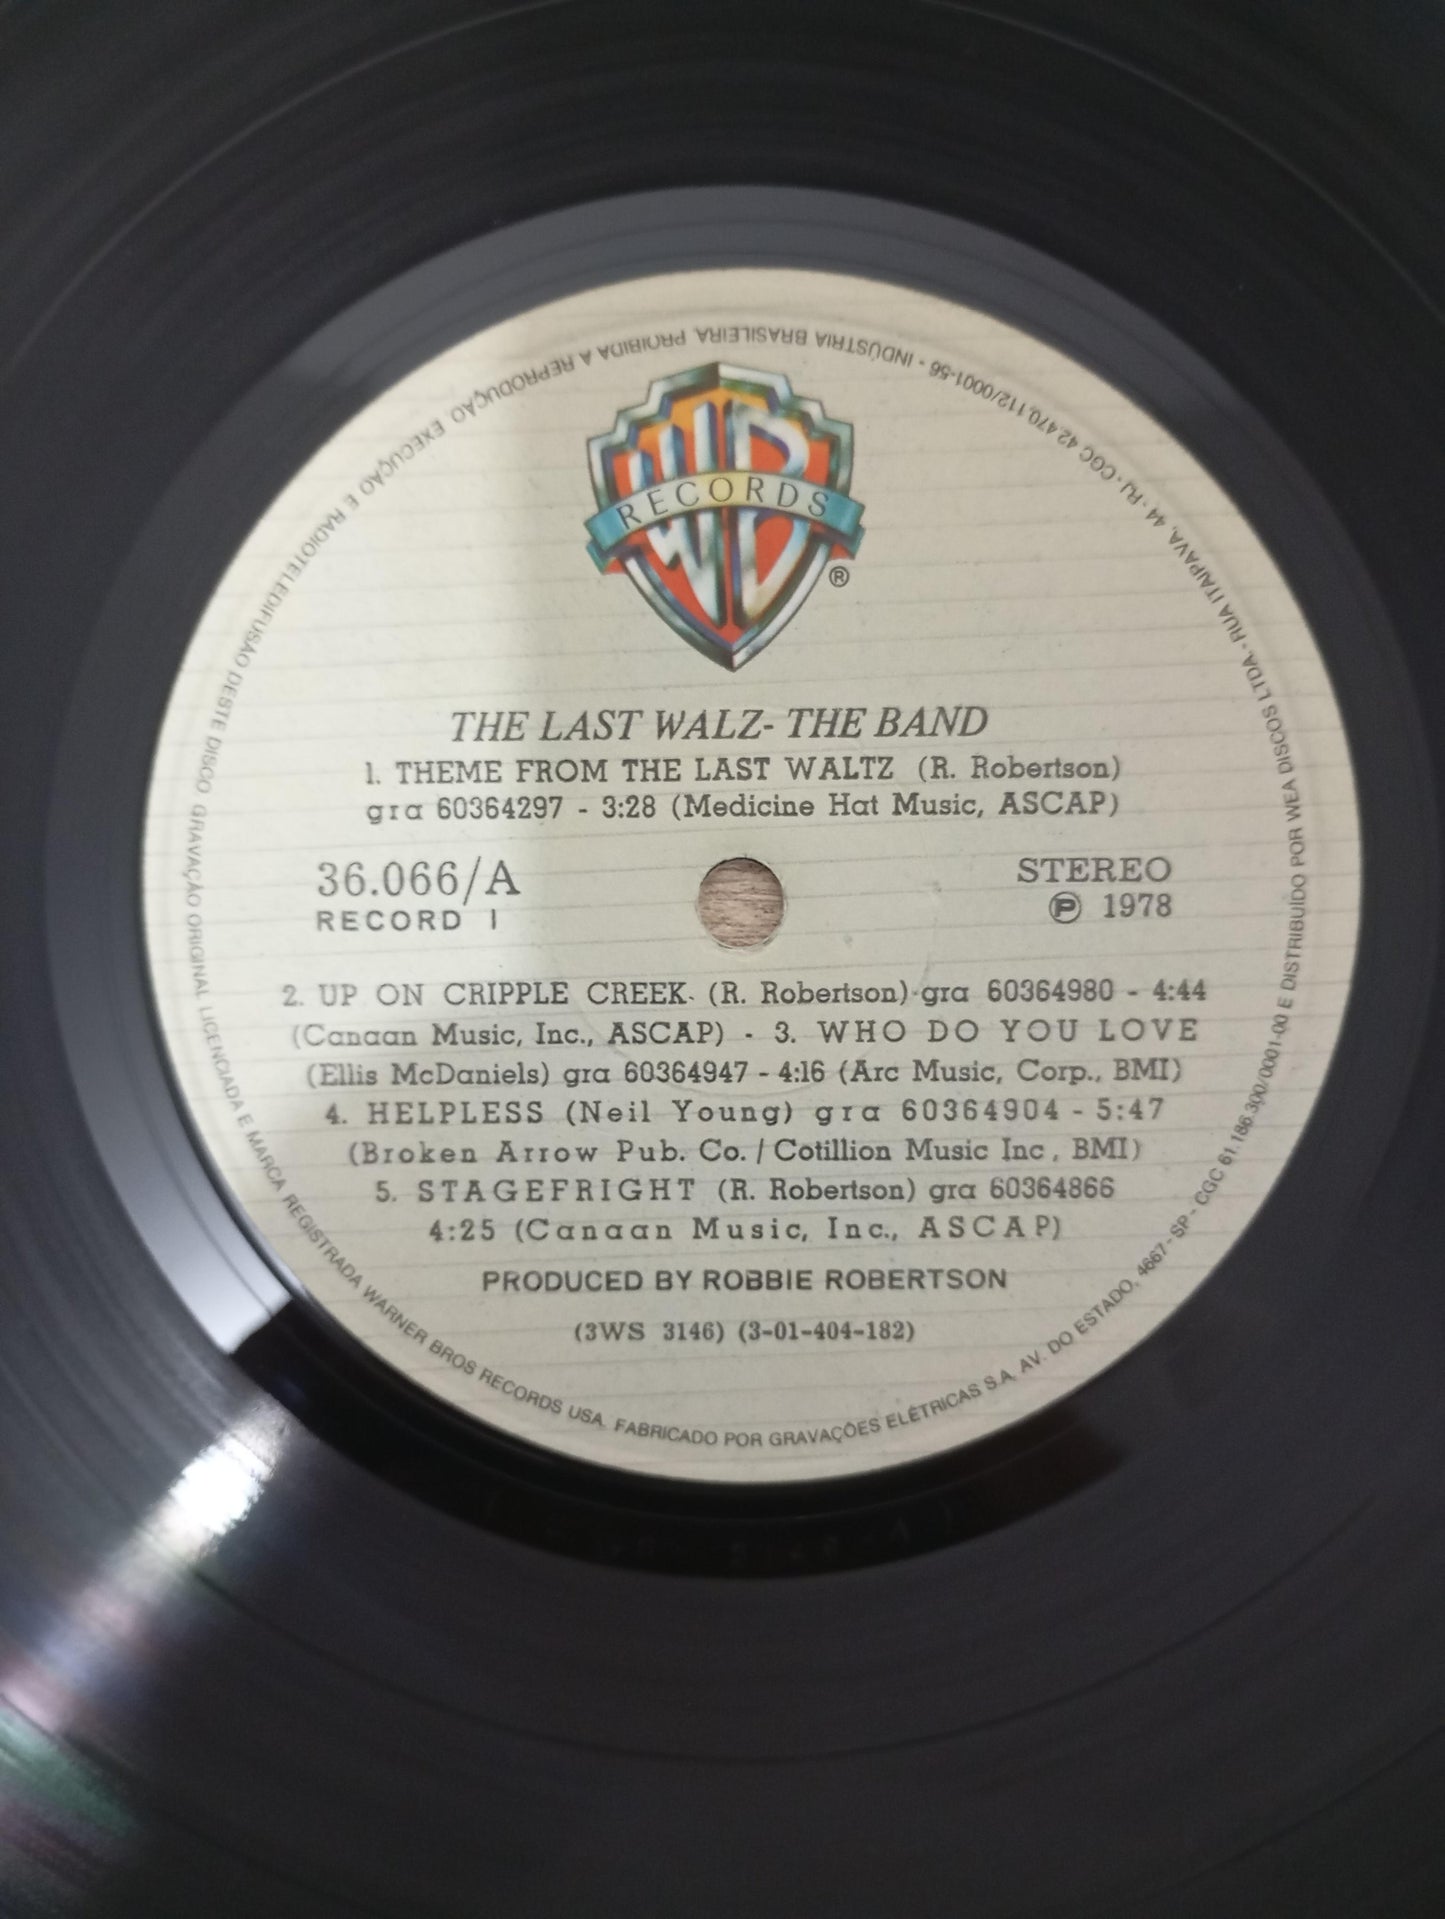 WB
RECORDS
®
THE LAST WALZ- THE BAND
1. THEME FROM THE LAST WALTZ (R. Robertson)
gra 60364297 - 3:28 (Medicine Hat Music, ASCAP)
36.066/A
RECORD 1
STEREO
Ⓟ 1978
2. UP ON CRIPPLE CREEK- (R. Robertson)-gra 60364980 - 4:44
(Canaan Music, Inc., ASCAP) - 3. WHO DO YOU LOVE
(Ellis McDaniels) gra 60364947 - 4:16 (Arc Music, Corp., BMI)
4. HELPLESS (Neil Young) gra 60364904 - 5:47
(Broken Arrow Pub. Co. / Cotillion Music Inc, BMI)
5. STAGEFRIGHT (R. Robertson) gra 60364866
4:25 (Canaan Music, Inc., ASCAP)
PRODUCED BY ROBBIE ROBERTSON
(3WS 3146) (3-01-404-182)
GRAVAÇÃO ORIGINAL LICENCIADA E MARCA REGISTRADA WARNER BROS RECORDS USA. FABRICADO POR GRAVAÇÕES ELÉTRICAS S.A. AV. DO ESTADO, 4667 - SP - CGC 61.186.300/0001-00 E DISTRIBUÍDO POR WEA DISCOS LTDA. - RUA ITAIPAVA, 44 - RJ - CGC 42.470.112/0001-56 - INDÚSTRIA BRASILEIRA PROIBIDA A REPRODUÇÃO EXECUÇÃO E RADIOTELEDIFUSÃO DESTE DISCO